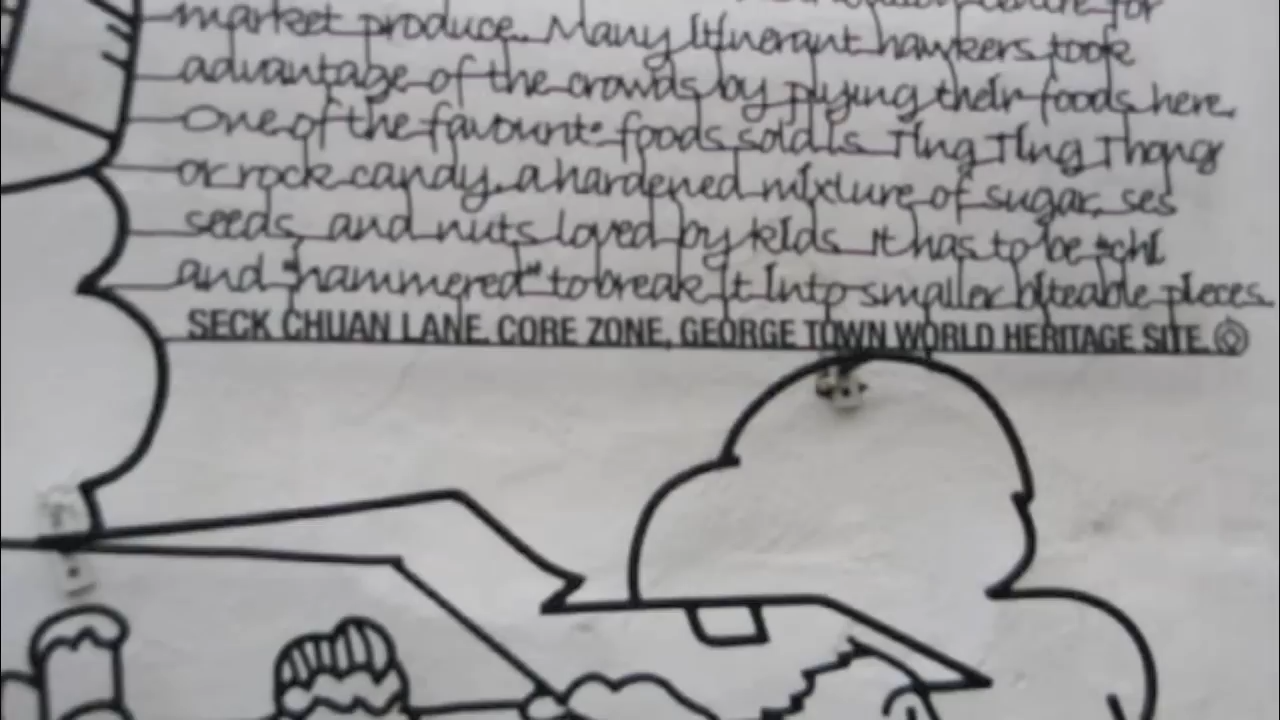 for
market produce. Many Itinerant hawkers took
advantage of the crowds by plying their foods here.
One of the favourite foods sold Is Ting Ting Thong
or rock candy, a hardened mixture of sugar, ses
seeds, and nuts loved by kids. It has to be "chi
and "hammered" to break It Into smaller biteable pieces.
SECK CHUAN LANE, CORE ZONE, GEORGE TOWN WORLD HERITAGE SITE.